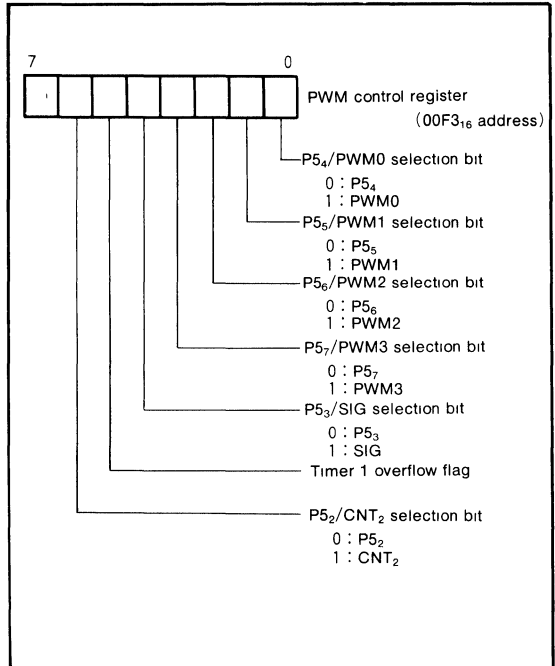 7 0
PWM control register
(00F3₁₆ address)
P5₄/PWM0 selection bit
0 : P5₄
1 : PWM0
P5₅/PWM1 selection bit
0 : P5₅
1 : PWM1
P5₆/PWM2 selection bit
0 : P5₆
1 : PWM2
P5₇/PWM3 selection bit
0 : P5₇
1 : PWM3
P5₃/SIG selection bit
0 : P5₃
1 : SIG
Timer 1 overflow flag
P5₂/CNT₂ selection bit
0 : P5₂
1 : CNT₂